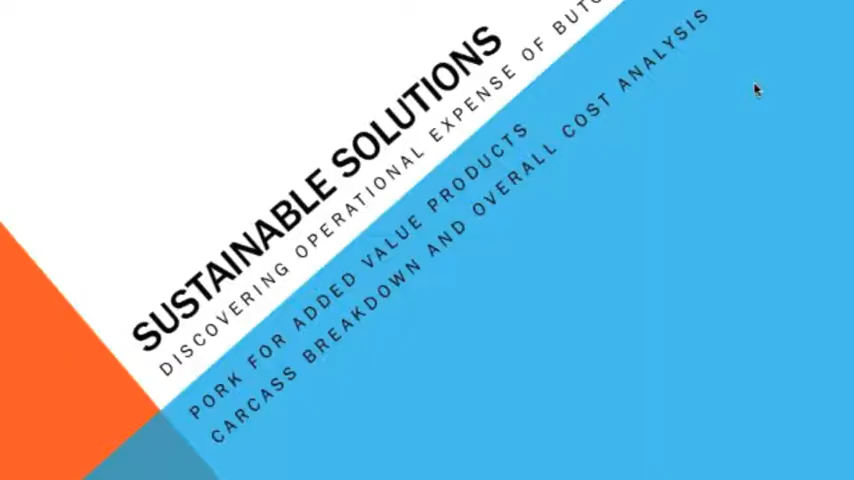 SUSTAINABLE SOLUTIONS
DISCOVERING OPERATIONAL EXPENSE OF
PORK FOR ADDED VALUE PRODUCTS
CARCASS BREAKDOWN AND OVERALL COST ANALYSIS